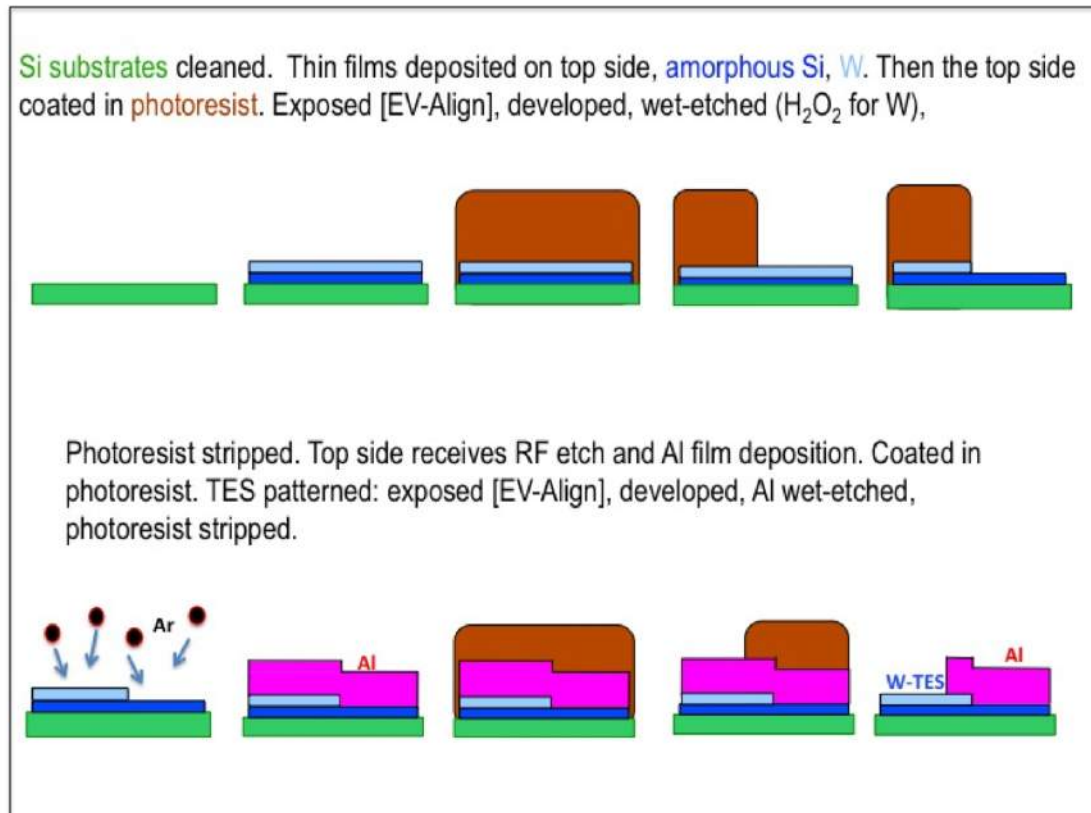 Si substrates cleaned.  Thin films deposited on top side, amorphous Si, W. Then the top side
coated in photoresist. Exposed [EV-Align], developed, wet-etched (H₂O₂ for W),
Photoresist stripped. Top side receives RF etch and Al film deposition. Coated in
photoresist. TES patterned: exposed [EV-Align], developed, Al wet-etched,
photoresist stripped.
Ar
Al
W-TES
Al